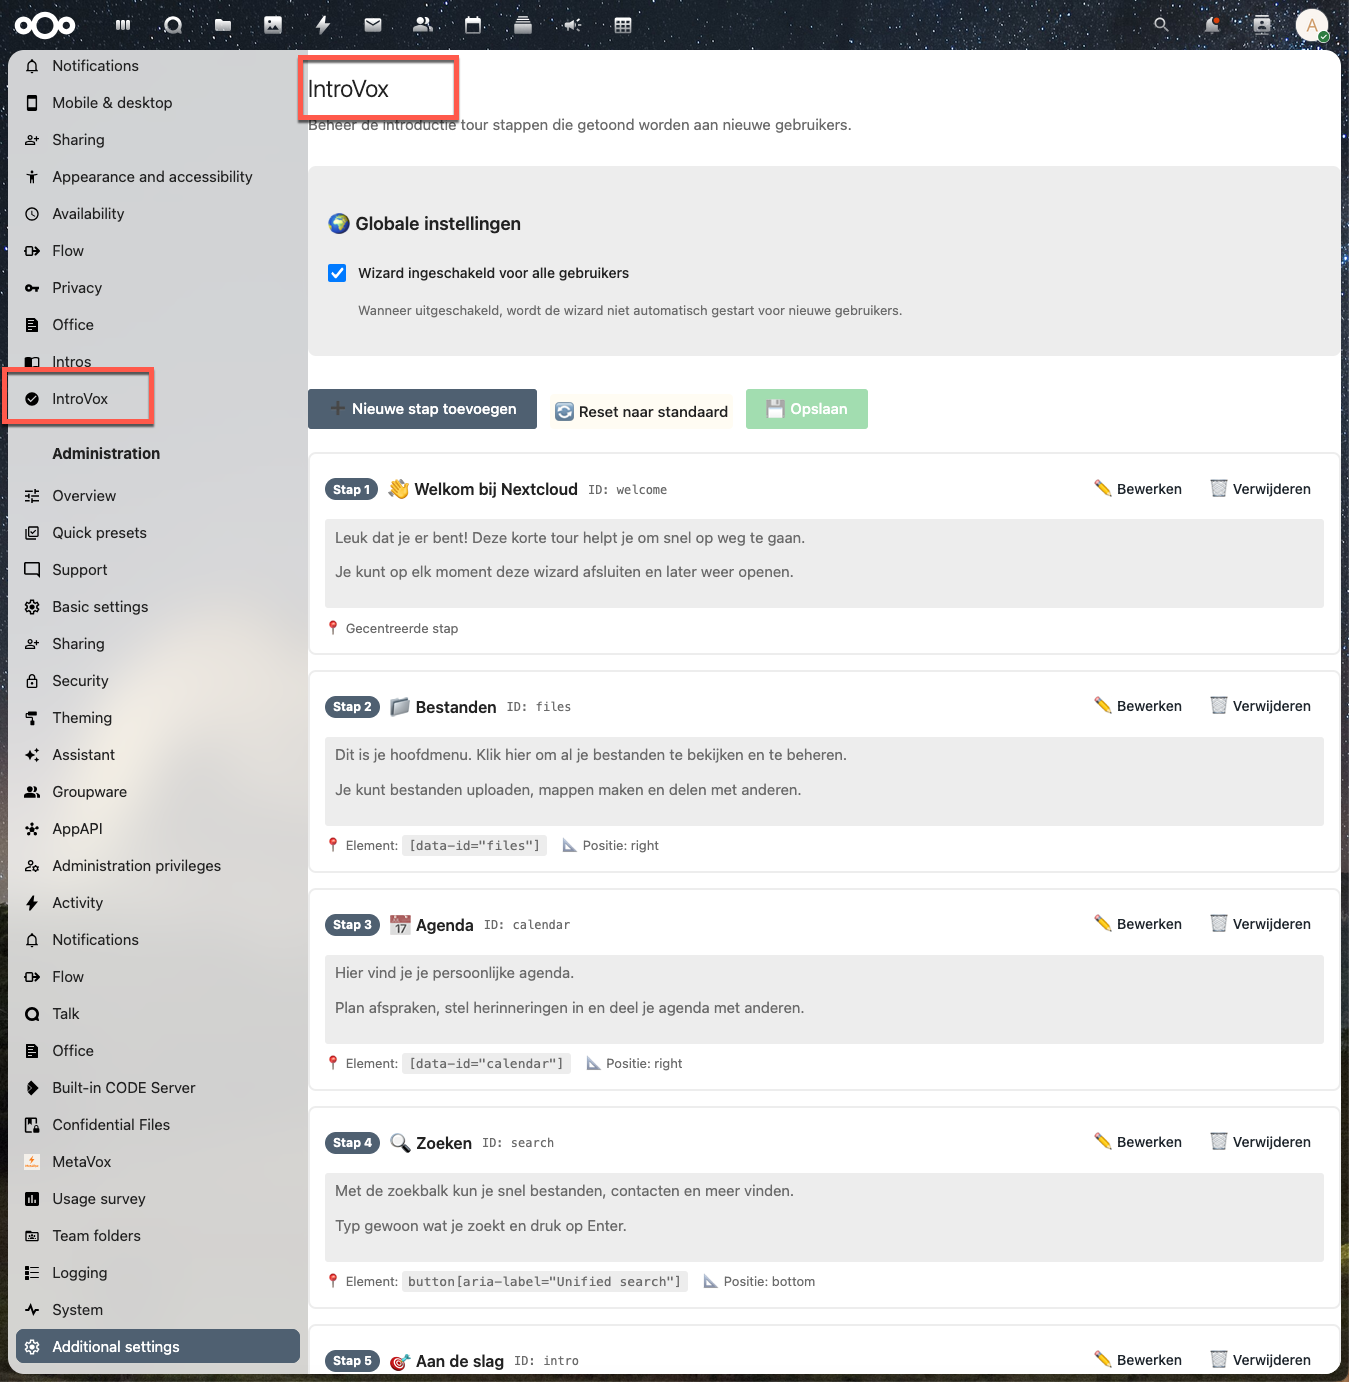 A
Notifications
Mobile & desktop
Sharing
Appearance and accessibility
Availability
Flow
Privacy
Office
Intros
IntroVox
Administration
Overview
Quick presets
Support
Basic settings
Sharing
Security
Theming
Assistant
Groupware
AppAPI
Administration privileges
Activity
Notifications
Flow
Talk
Office
Built-in CODE Server
Confidential Files
MetaVox
Usage survey
Team folders
Logging
System
Additional settings
IntroVox
Beheer de introductie tour stappen die getoond worden aan nieuwe gebruikers.
Globale instellingen
Wizard ingeschakeld voor alle gebruikers
Wanneer uitgeschakeld, wordt de wizard niet automatisch gestart voor nieuwe gebruikers.
Nieuwe stap toevoegen Reset naar standaard Opslaan
Stap 1 Welkom bij Nextcloud ID: welcome Bewerken Verwijderen
Leuk dat je er bent! Deze korte tour helpt je om snel op weg te gaan.
Je kunt op elk moment deze wizard afsluiten en later weer openen.
Gecentreerde stap
Stap 2 Bestanden ID: files Bewerken Verwijderen
Dit is je hoofdmenu. Klik hier om al je bestanden te bekijken en te beheren.
Je kunt bestanden uploaden, mappen maken en delen met anderen.
Element: [data-id="files"] Positie: right
Stap 3 17 Agenda ID: calendar Bewerken Verwijderen
Hier vind je je persoonlijke agenda.
Plan afspraken, stel herinneringen in en deel je agenda met anderen.
Element: [data-id="calendar"] Positie: right
Stap 4 Zoeken ID: search Bewerken Verwijderen
Met de zoekbalk kun je snel bestanden, contacten en meer vinden.
Typ gewoon wat je zoekt en druk op Enter.
Element: button[aria-label="Unified search"] Positie: bottom
Stap 5 Aan de slag ID: intro Bewerken Verwijderen